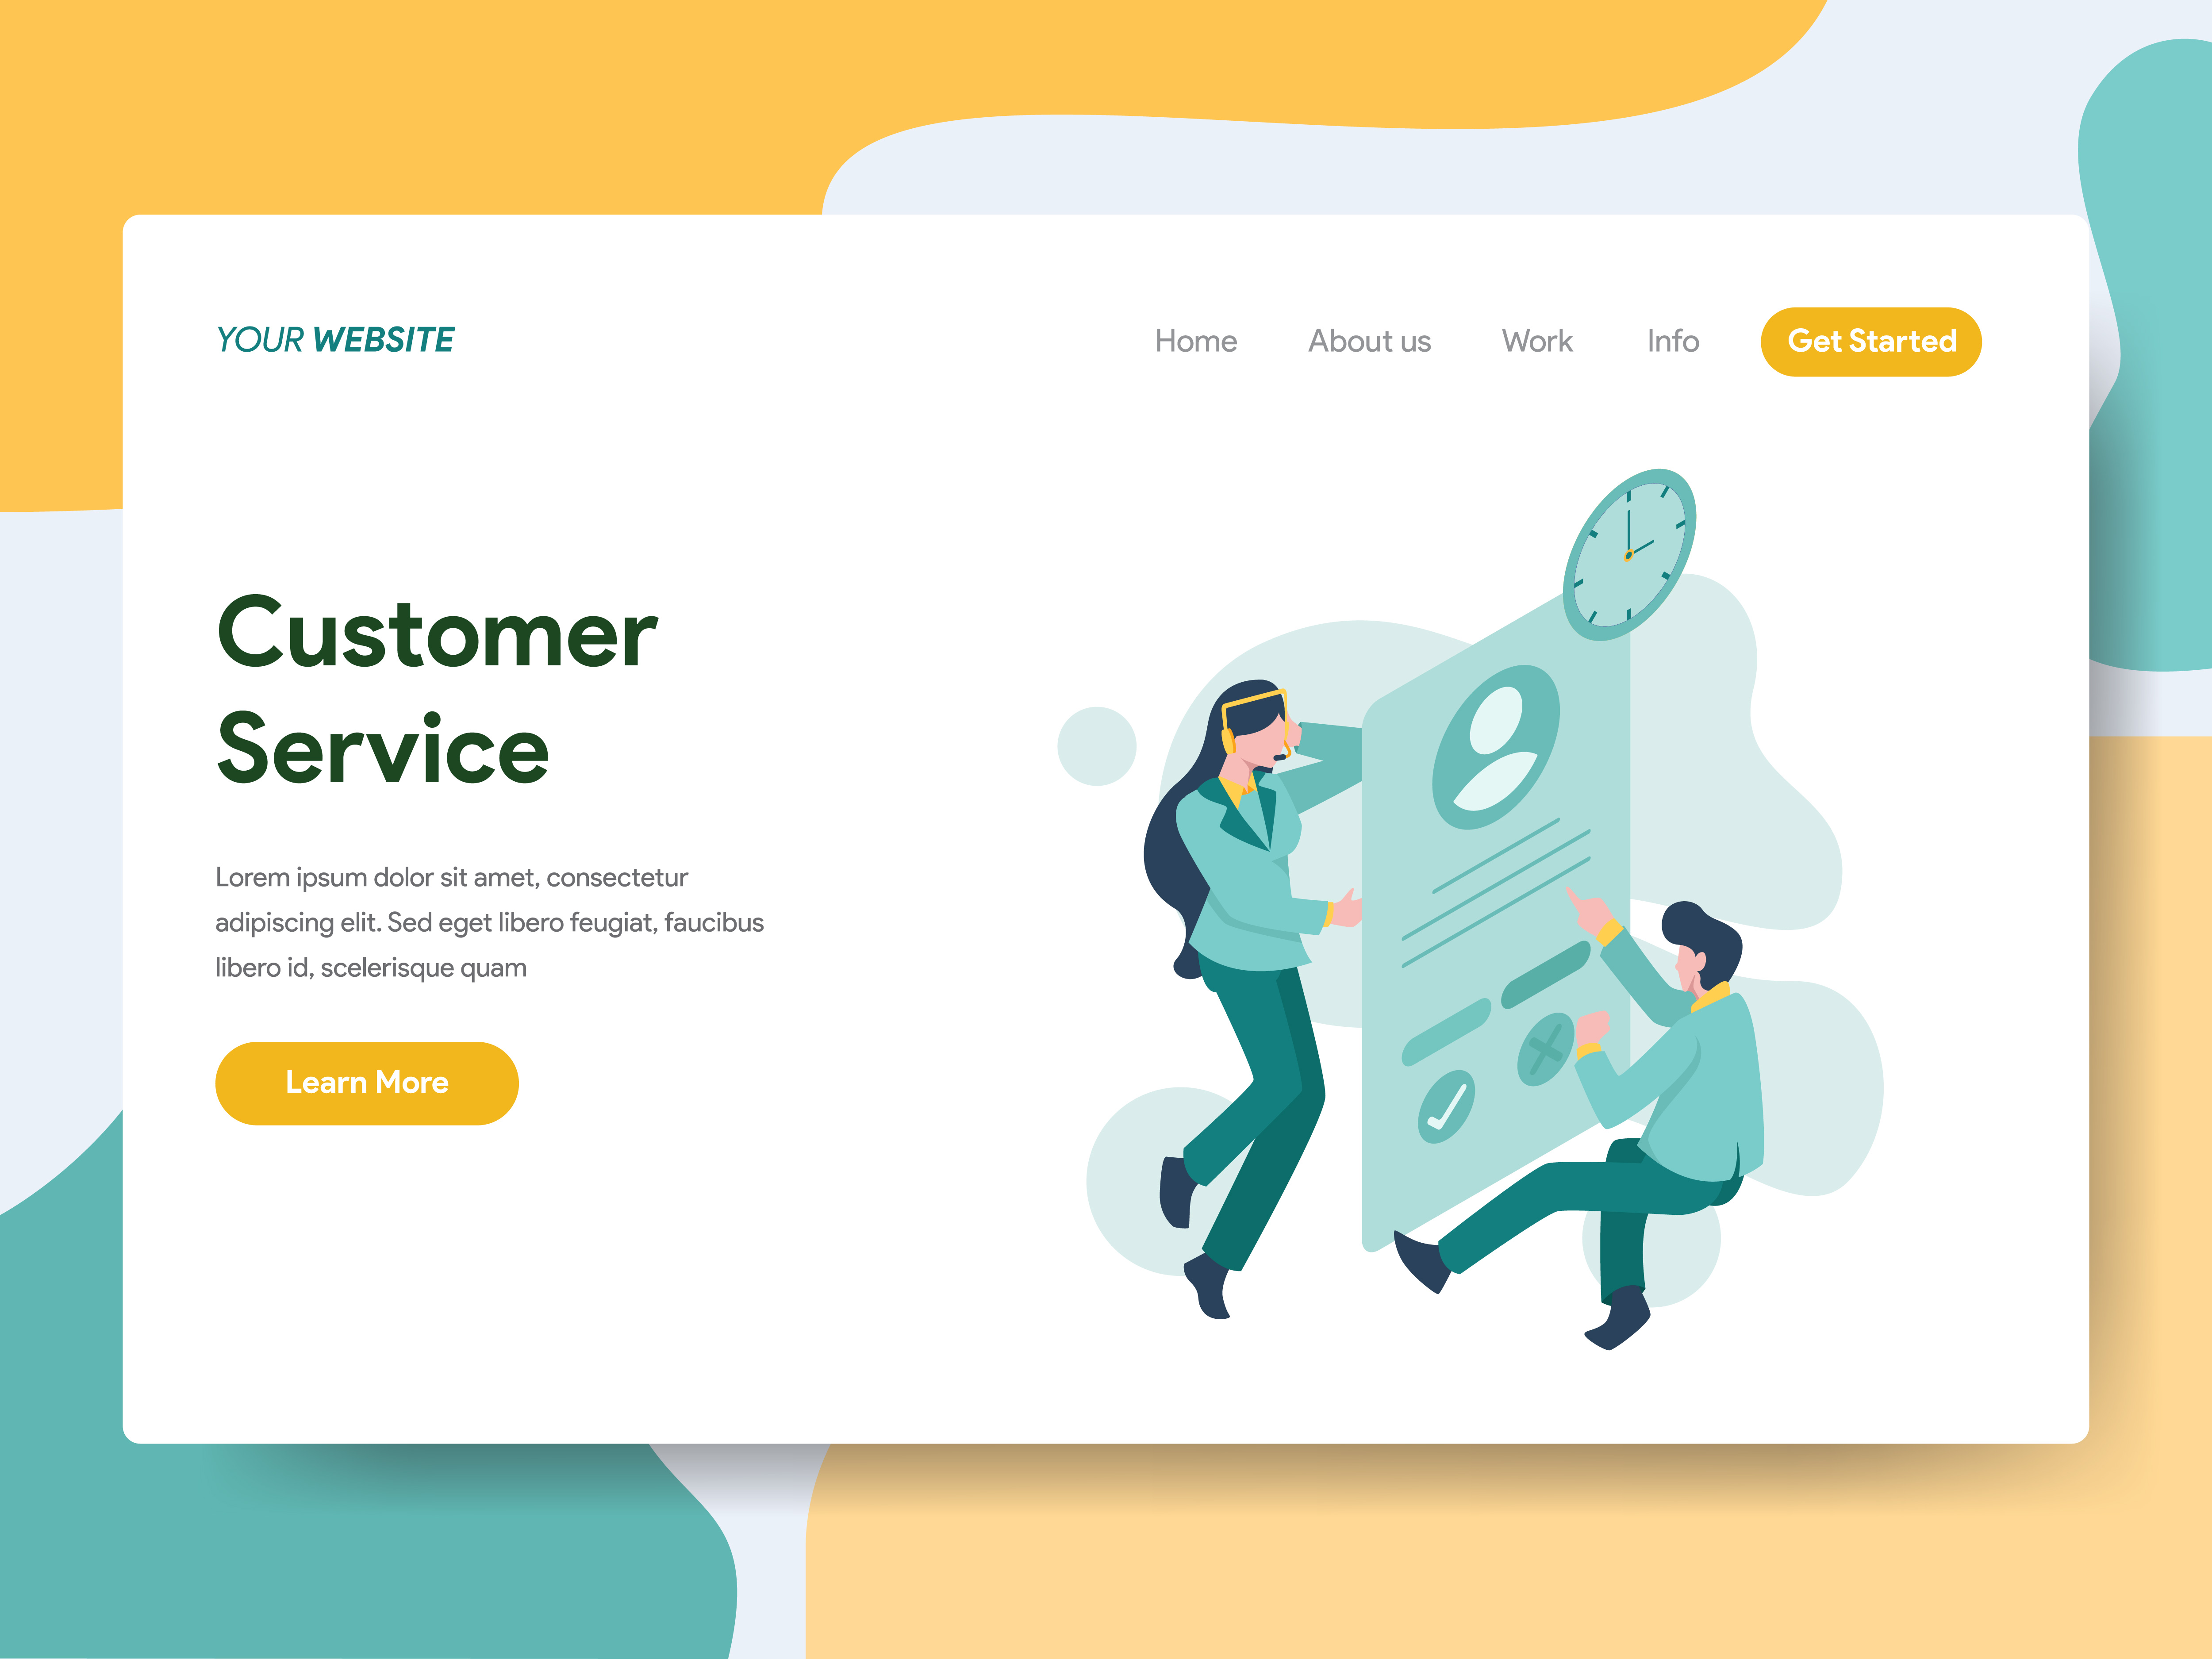 YOUR WEBSITE
Home About us Work Info Get Started
Customer
Service
Lorem ipsum dolor sit amet, consectetur
adipiscing elit. Sed eget libero feugiat, faucibus
libero id, scelerisque quam
Learn More